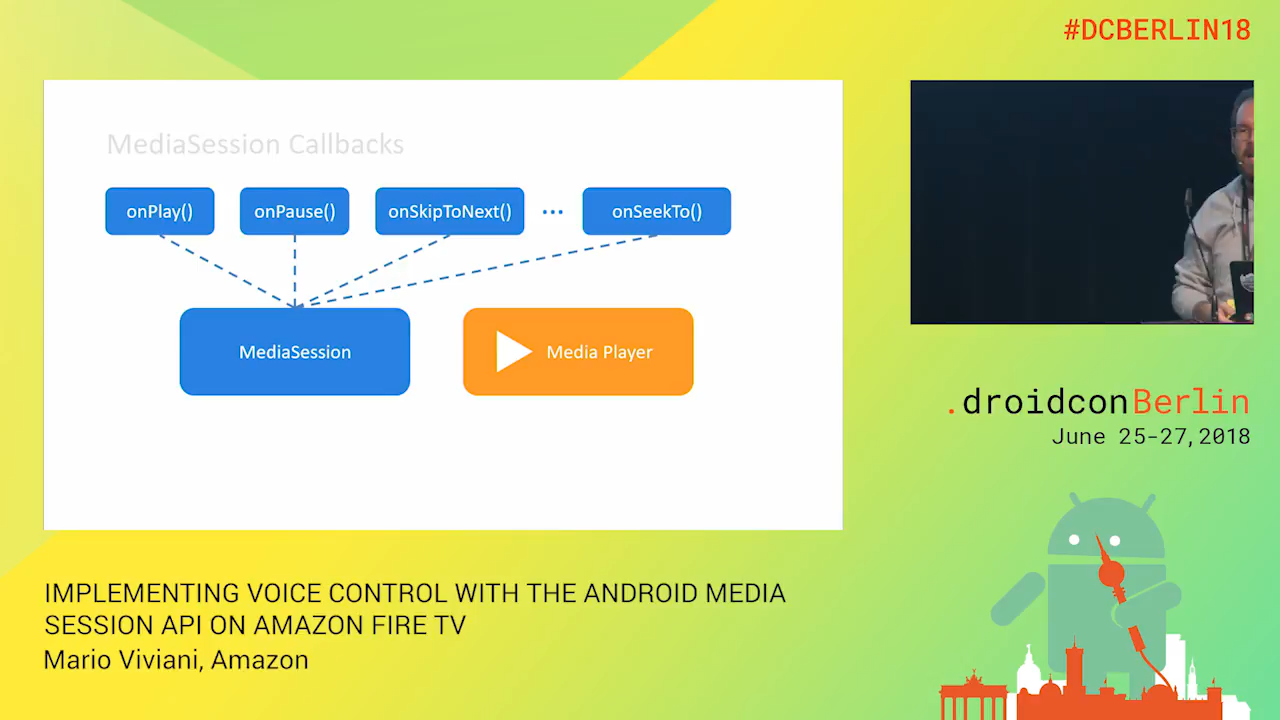 #DCBERLIN18
MediaSession Callbacks
onPlay()
onPause()
onSkipToNext()
...
onSeekTo()
MediaSession
Media Player
.droidconBerlin
June 25-27,2018
IMPLEMENTING VOICE CONTROL WITH THE ANDROID MEDIA
SESSION API ON AMAZON FIRE TV
Mario Viviani, Amazon